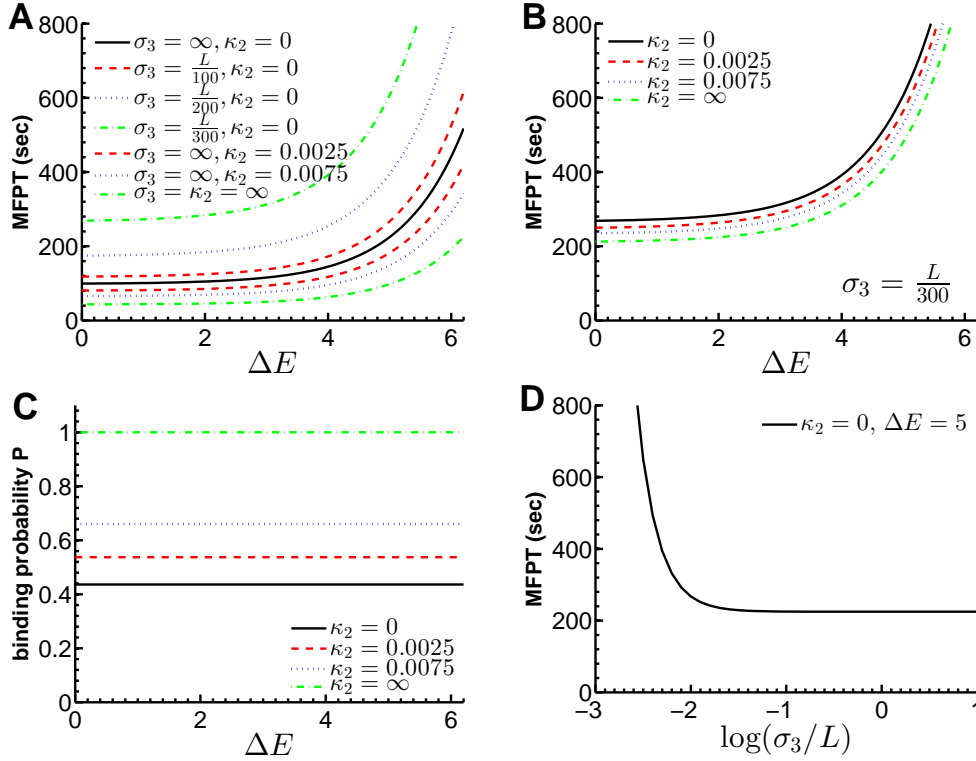 A
800
600
400
200
0
MFPT (sec)
σ₃ = ∞, κ₂ = 0
σ₃ = L/100, κ₂ = 0
σ₃ = L/200, κ₂ = 0
σ₃ = L/300, κ₂ = 0
σ₃ = ∞, κ₂ = 0.0025
σ₃ = ∞, κ₂ = 0.0075
σ₃ = κ₂ = ∞
0 2 4 6
ΔE
B
800
600
400
200
0
MFPT (sec)
κ₂ = 0
κ₂ = 0.0025
κ₂ = 0.0075
κ₂ = ∞
σ₃ = L/300
0 2 4 6
ΔE
C
1
0.8
0.6
0.4
0.2
0
binding probability P
κ₂ = 0
κ₂ = 0.0025
κ₂ = 0.0075
κ₂ = ∞
0 2 4 6
ΔE
D
800
600
400
200
0
MFPT (sec)
κ₂ = 0, ΔE = 5
−3 −2 −1 0 1
log(σ₃/L)